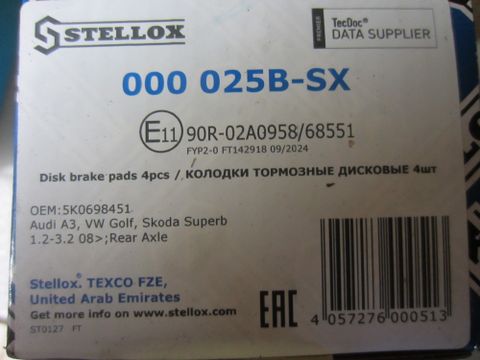 STELLOX
PREMIER
TecDoc®
DATA SUPPLIER
000 025B-SX
E11 90R-02A0958/68551
FYP2-0 FT142918 09/2024
Disk brake pads 4pcs / КОЛОДКИ ТОРМОЗНЫЕ ДИСКОВЫЕ 4шт
OEM:5K0698451
Audi A3, VW Golf, Skoda Superb
1.2-3.2 08>;Rear Axle
Stellox® TEXCO FZE,
United Arab Emirates
Get more info on www.stellox.com
ST0127 FT
EAC
4 057276 000513